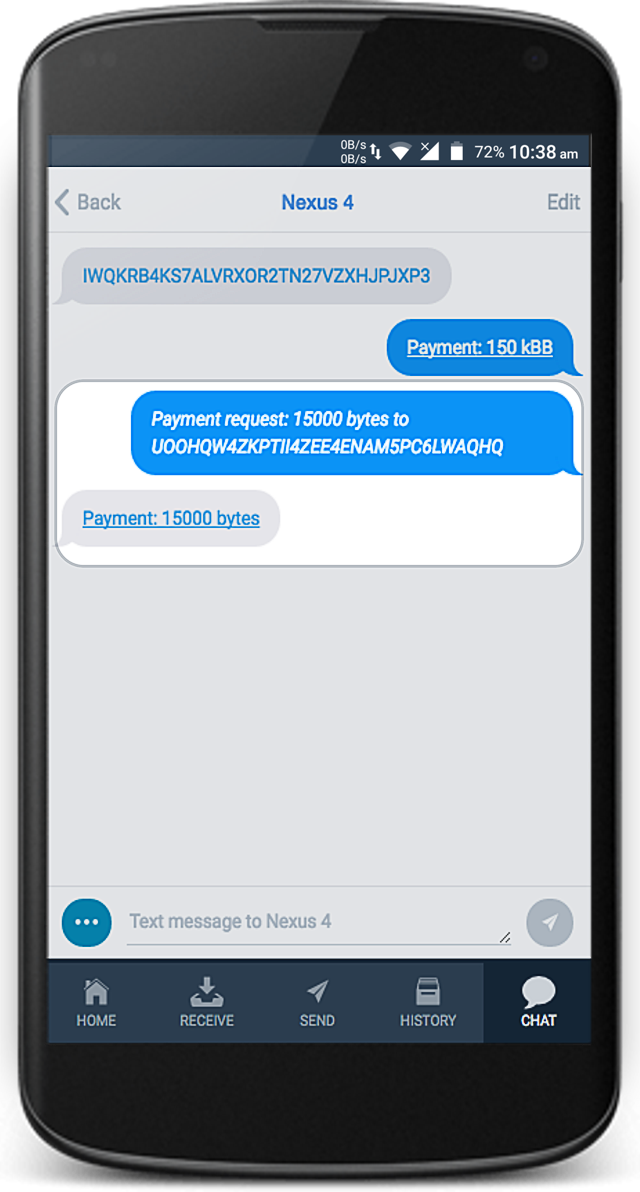 0B/s
0B/s
72% 10:38 am
Back
Nexus 4
Edit
IWQKRB4KS7ALVRXOR2TN27VZXHJPJXP3
Payment: 150 kBB
Payment request: 15000 bytes to
UOOHQW4ZKPTII4ZEE4ENAM5PC6LWAQHQ
Payment: 15000 bytes
Text message to Nexus 4
HOME
RECEIVE
SEND
HISTORY
CHAT